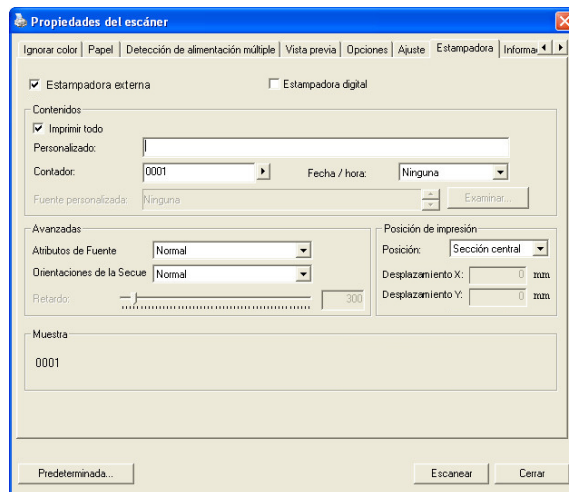 Propiedades del escáner
Ignorar color Papel Detección de alimentación múltiple Vista previa Opciones Ajuste Estampadora Informa
Estampadora externa Estampadora digital
Contenidos
Imprimir todo
Personalizado:
Contador: 0001 Fecha / hora: Ninguna
Fuente personalizada: Ninguna Examinar...
Avanzadas Posición de impresión
Atributos de Fuente Normal Posición: Sección central
Orientaciones de la Secue Normal Desplazamiento X: 0 mm
Retardo: 300 Desplazamiento Y: 0 mm
Muestra
0001
Predeterminada... Escanear Cerrar